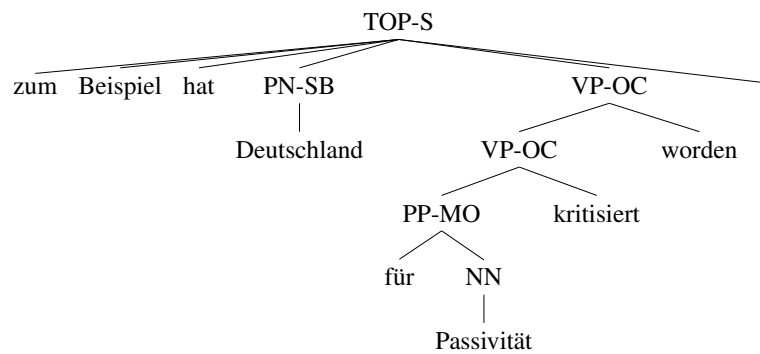 TOP-S
zum Beispiel hat PN-SB VP-OC
Deutschland VP-OC worden
PP-MO kritisiert
für NN
Passivität